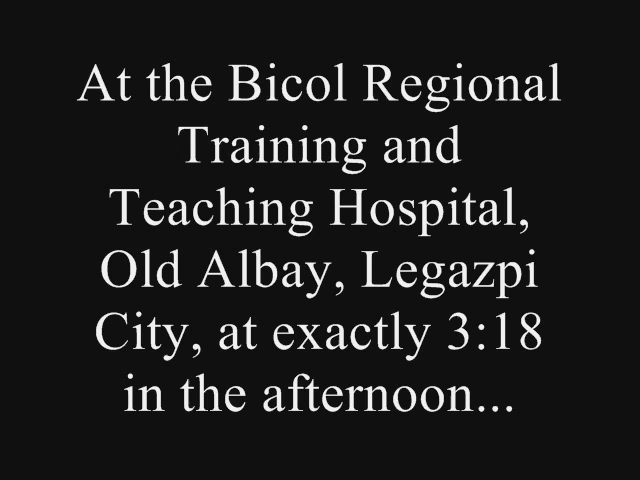 At the Bicol Regional
Training and
Teaching Hospital,
Old Albay, Legazpi
City, at exactly 3:18
in the afternoon...